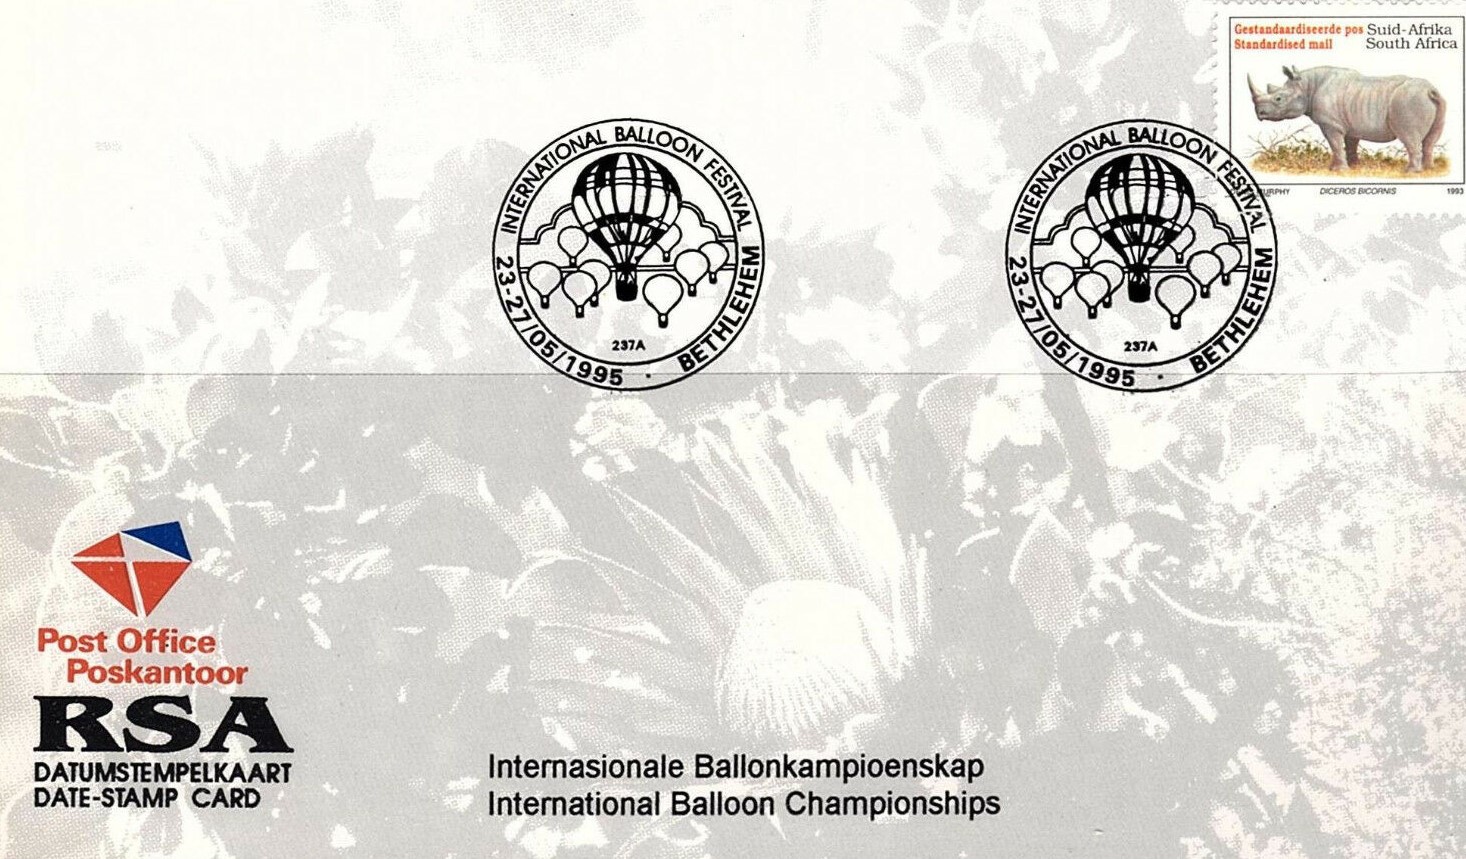 Gestandaardiseerde pos Suid-Afrika
Standardised mail South Africa
DICEROS BICORNIS 1993
INTERNATIONAL BALLOON FESTIVAL
23-27/05/1995 · BETHLEHEM
237A
INTERNATIONAL BALLOON FESTIVAL
23-27/05/1995 · BETHLEHEM
237A
Post Office
Poskantoor
RSA
DATUMSTEMPELKAART
DATE-STAMP CARD
Internasionale Ballonkampioenskap
International Balloon Championships